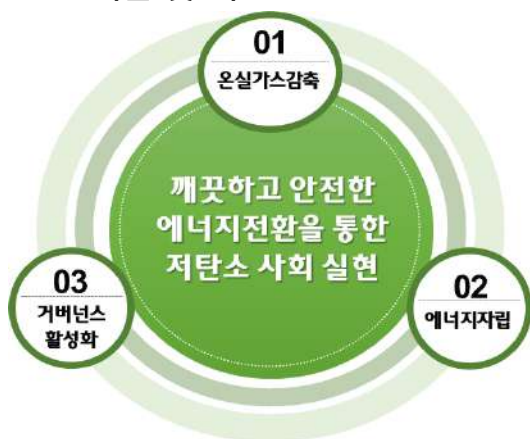 01
온실가스감축
깨끗하고 안전한
에너지전환을 통한
저탄소 사회 실현
03
거버넌스
활성화
02
에너지자립